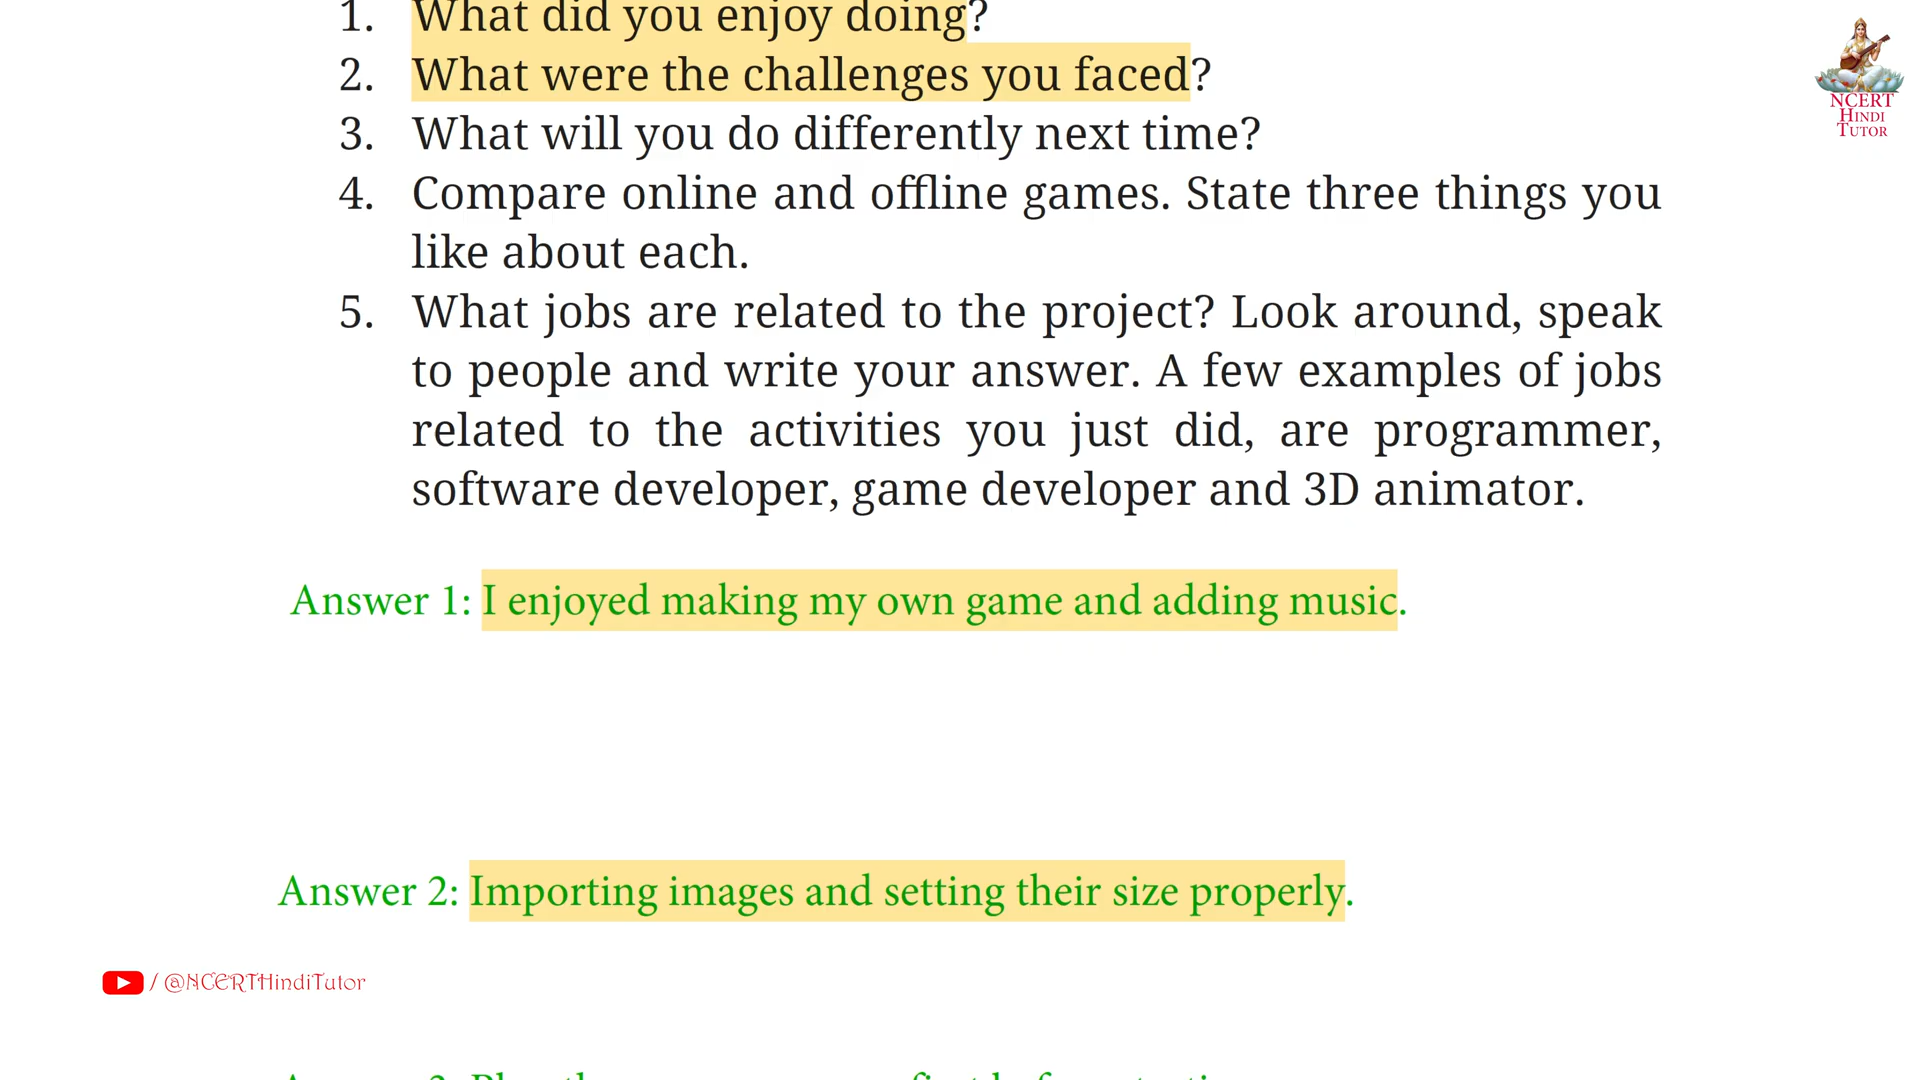 1. What did you enjoy doing?
2. What were the challenges you faced?
3. What will you do differently next time?
4. Compare online and offline games. State three things you
like about each.
5. What jobs are related to the project? Look around, speak
to people and write your answer. A few examples of jobs
related to the activities you just did, are programmer,
software developer, game developer and 3D animator.
Answer 1: I enjoyed making my own game and adding music.
Answer 2: Importing images and setting their size properly.
/ @NCERTHindiTutor
NCERT
HINDI
TUTOR